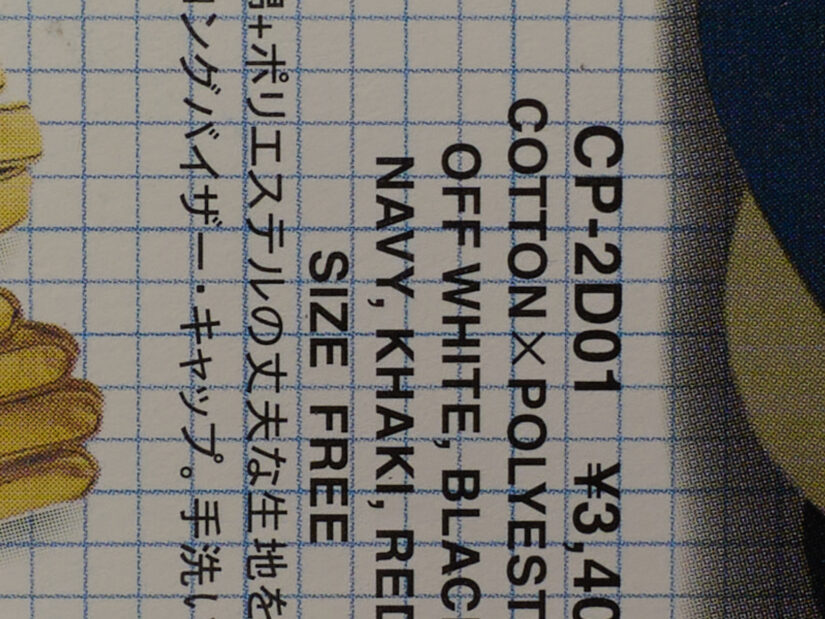 CP-2D01 ¥3,40
COTTON×POLYEST
OFF WHITE, BLAC
NAVY, KHAKI, RED
SIZE FREE
+ポリエステルの丈夫な生地を
ングバイザー・キャップ。手洗い